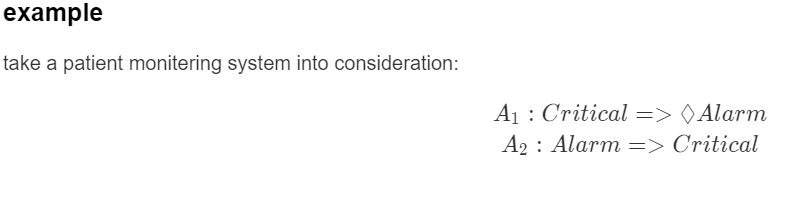 example
take a patient monitering system into consideration:
A₁ : Critical => ◊Alarm
A₂ : Alarm => Critical